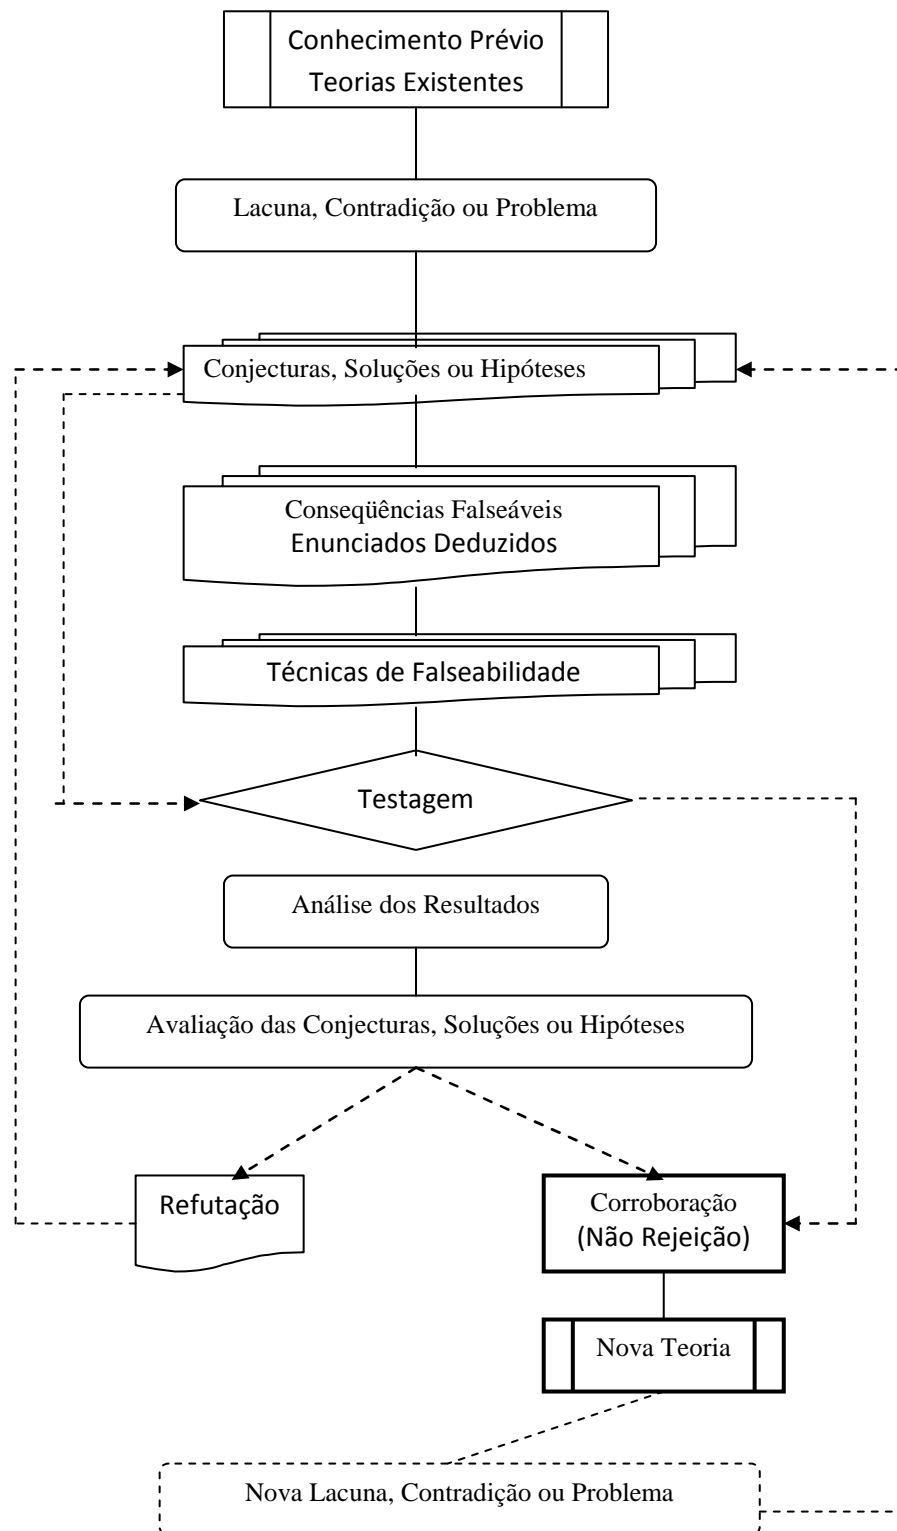 Conhecimento Prévio
Teorias Existentes
Lacuna, Contradição ou Problema
Conjecturas, Soluções ou Hipóteses
Conseqüências Falseáveis
Enunciados Deduzidos
Técnicas de Falseabilidade
Testagem
Análise dos Resultados
Avaliação das Conjecturas, Soluções ou Hipóteses
Refutação
Corroboração
(Não Rejeição)
Nova Teoria
Nova Lacuna, Contradição ou Problema